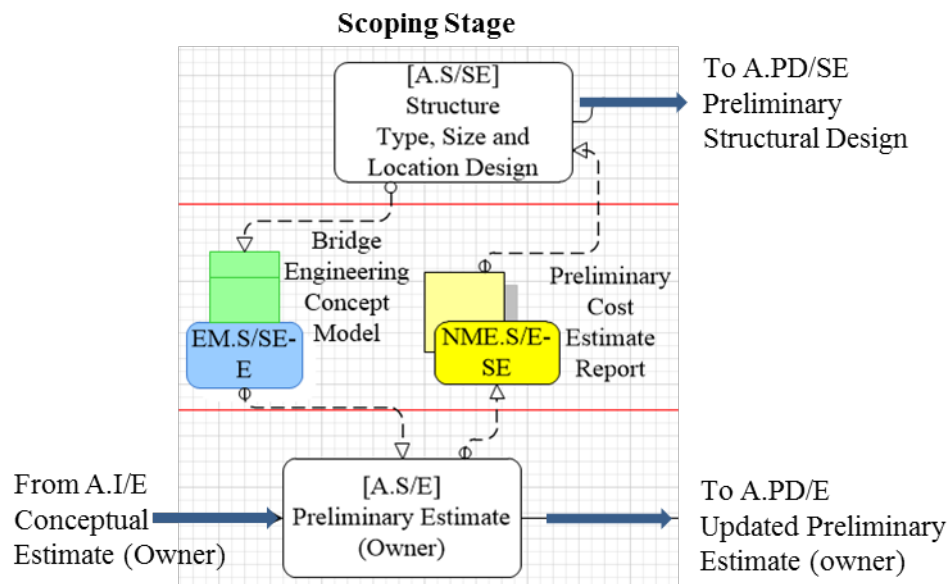 Scoping Stage
[A.S/SE]
Structure
Type, Size and
Location Design
To A.PD/SE
Preliminary
Structural Design
Bridge
Engineering
Concept
Model
EM.S/SE-
E
NME.S/E-
SE
Preliminary
Cost
Estimate
Report
From A.I/E
Conceptual
Estimate (Owner)
[A.S/E]
Preliminary Estimate
(Owner)
To A.PD/E
Updated Preliminary
Estimate (owner)